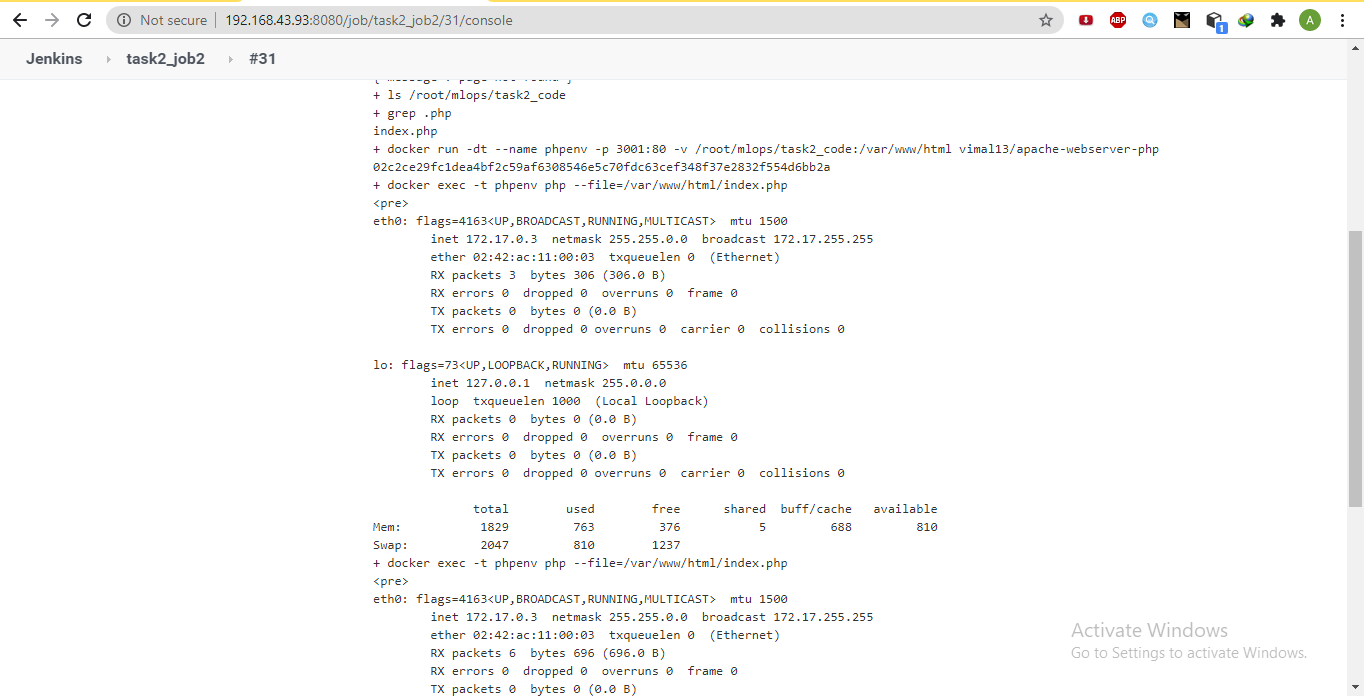 Not secure 192.168.43.93:8080/job/task2_job2/31/console ABP 1 A
Jenkins task2_job2 #31
+ ls /root/mlops/task2_code
+ grep .php
index.php
+ docker run -dt --name phpenv -p 3001:80 -v /root/mlops/task2_code:/var/www/html vimal13/apache-webserver-php
02c2ce29fc1dea4bf2c59af6308546e5c70fdc63cef348f37e2832f554d6bb2a
+ docker exec -t phpenv php --file=/var/www/html/index.php
<pre>
eth0: flags=4163<UP,BROADCAST,RUNNING,MULTICAST>  mtu 1500
        inet 172.17.0.3  netmask 255.255.0.0  broadcast 172.17.255.255
        ether 02:42:ac:11:00:03  txqueuelen 0  (Ethernet)
        RX packets 3  bytes 306 (306.0 B)
        RX errors 0  dropped 0  overruns 0  frame 0
        TX packets 0  bytes 0 (0.0 B)
        TX errors 0  dropped 0 overruns 0  carrier 0  collisions 0
lo: flags=73<UP,LOOPBACK,RUNNING>  mtu 65536
        inet 127.0.0.1  netmask 255.0.0.0
        loop  txqueuelen 1000  (Local Loopback)
        RX packets 0  bytes 0 (0.0 B)
        RX errors 0  dropped 0  overruns 0  frame 0
        TX packets 0  bytes 0 (0.0 B)
        TX errors 0  dropped 0 overruns 0  carrier 0  collisions 0
              total        used        free      shared  buff/cache   available
Mem:           1829         763         376           5         688         810
Swap:          2047         810        1237
+ docker exec -t phpenv php --file=/var/www/html/index.php
<pre>
eth0: flags=4163<UP,BROADCAST,RUNNING,MULTICAST>  mtu 1500
        inet 172.17.0.3  netmask 255.255.0.0  broadcast 172.17.255.255
        ether 02:42:ac:11:00:03  txqueuelen 0  (Ethernet)
        RX packets 6  bytes 696 (696.0 B)
        RX errors 0  dropped 0  overruns 0  frame 0
        TX packets 0  bytes 0 (0.0 B)
Activate Windows
Go to Settings to activate Windows.